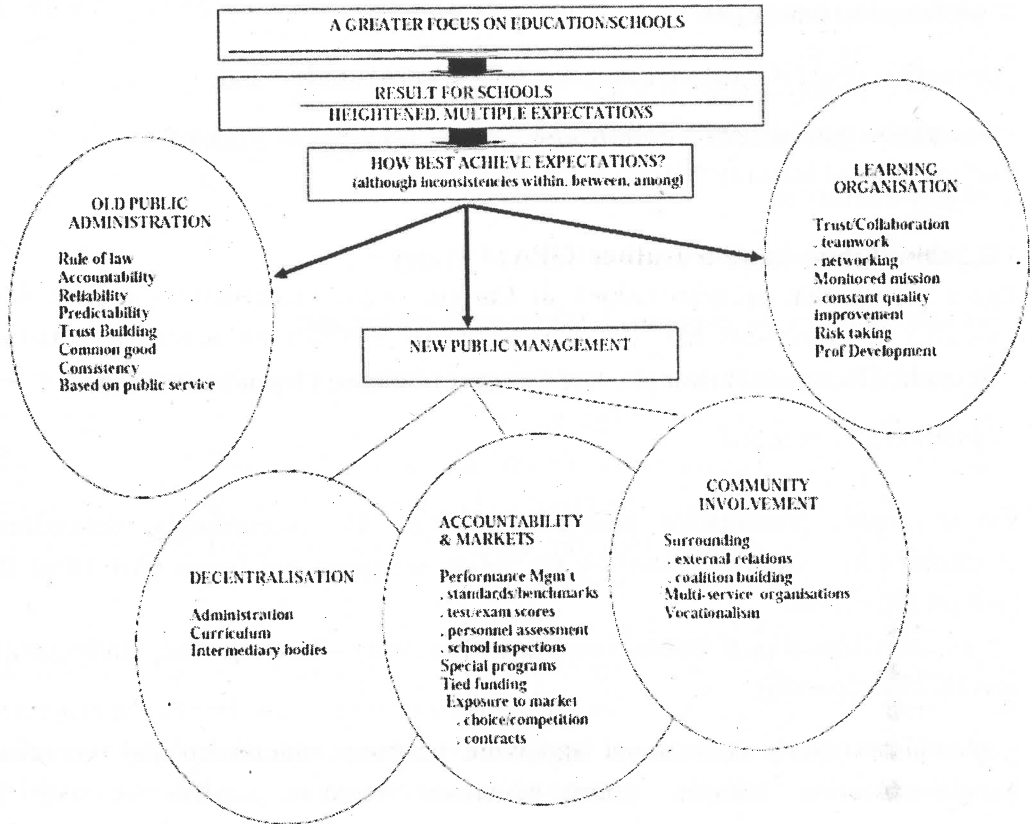 A GREATER FOCUS ON EDUCATION/SCHOOLS
RESULT FOR SCHOOLS
HEIGHTENED, MULTIPLE EXPECTATIONS
HOW BEST ACHIEVE EXPECTATIONS?
(although inconsistencies within, between, among)
OLD PUBLIC
ADMINISTRATION
Rule of law
Accountability
Reliability
Predictability
Trust Building
Common good
Consistency
Based on public service
LEARNING
ORGANISATION
Trust/Collaboration
. teamwork
. networking
Monitored mission
. constant quality
improvement
Risk taking
Prof Development
NEW PUBLIC MANAGEMENT
DECENTRALISATION
Administration
Curriculum
Intermediary bodies
ACCOUNTABILITY
& MARKETS
Performance Mgm't
. standards/benchmarks
. test/exam scores
. personnel assessment
. school inspections
Special programs
Tied funding
Exposure to market
. choice/competition
. contracts
COMMUNITY
INVOLVEMENT
Surrounding
. external relations
. coalition building
Multi-service organisations
Vocationalism